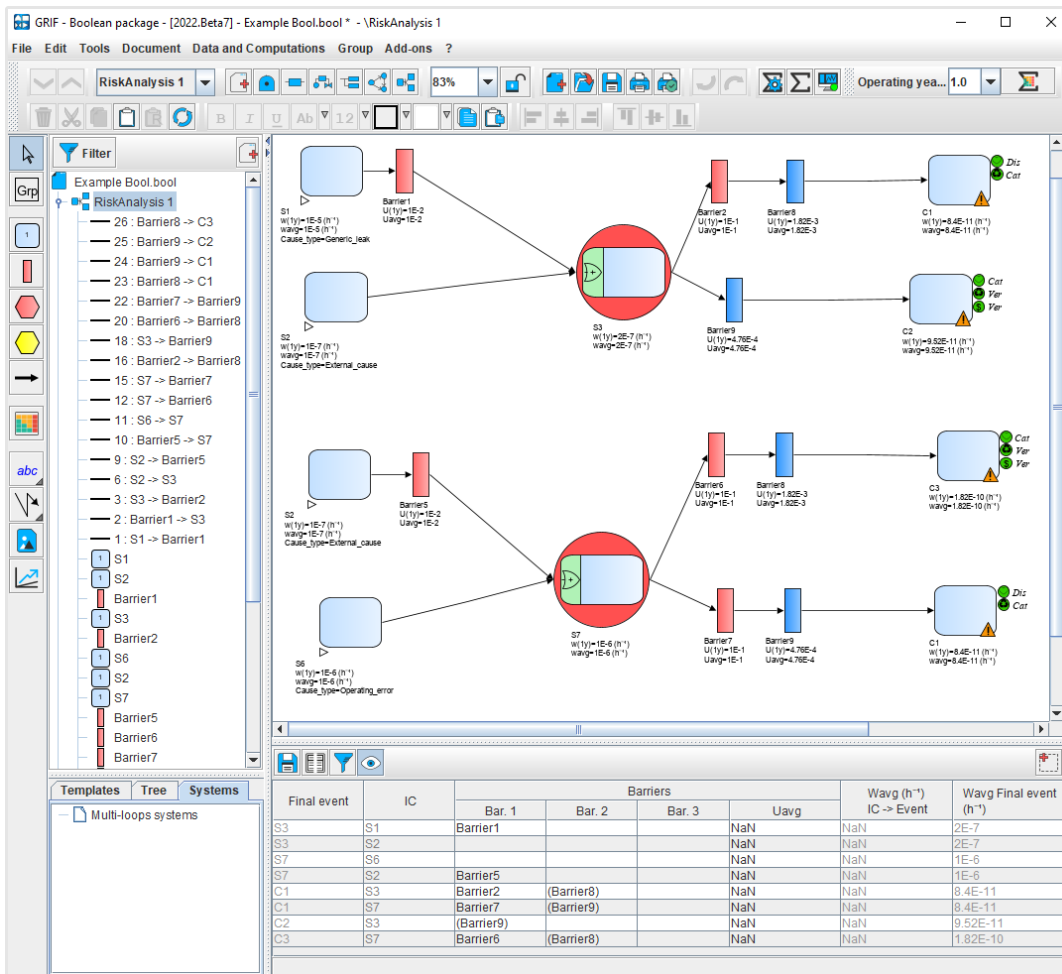 GRIF - Boolean package - [2022.Beta7] - Example Bool.bool * - \RiskAnalysis 1
File Edit Tools Document Data and Computations Group Add-ons ?
RiskAnalysis 1 83% Operating yea... 1.0
B I U Ab 12
Filter
Grp
abc
Example Bool.bool
RiskAnalysis 1
26 : Barrier8 -> C3
25 : Barrier9 -> C2
24 : Barrier9 -> C1
23 : Barrier8 -> C1
22 : Barrier7 -> Barrier9
20 : Barrier6 -> Barrier8
18 : S3 -> Barrier9
16 : Barrier2 -> Barrier8
15 : S7 -> Barrier7
12 : S7 -> Barrier6
11 : S6 -> S7
10 : Barrier5 -> S7
9 : S2 -> Barrier5
6 : S2 -> S3
3 : S3 -> Barrier2
2 : Barrier1 -> S3
1 : S1 -> Barrier1
1 S1
1 S2
Barrier1
1 S3
Barrier2
1 S6
1 S2
1 S7
Barrier5
Barrier6
Barrier7
Templates Tree Systems
Multi-loops systems
S1
w(1y)=1E-5 (h⁻¹)
wavg=1E-5 (h⁻¹)
Cause_type=Generic_leak
Barrier1
U(1y)=1E-2
Uavg=1E-2
Barrier2
U(1y)=1E-1
Uavg=1E-1
Barrier8
U(1y)=1.82E-3
Uavg=1.82E-3
Dis
Cat
C1
w(1y)=8.4E-11 (h⁻¹)
wavg=8.4E-11 (h⁻¹)
S2
w(1y)=1E-7 (h⁻¹)
wavg=1E-7 (h⁻¹)
Cause_type=External_cause
S3
w(1y)=2E-7 (h⁻¹)
wavg=2E-7 (h⁻¹)
Barrier9
U(1y)=4.76E-4
Uavg=4.76E-4
Cat
Ver
Ver
C2
w(1y)=9.52E-11 (h⁻¹)
wavg=9.52E-11 (h⁻¹)
S2
w(1y)=1E-7 (h⁻¹)
wavg=1E-7 (h⁻¹)
Cause_type=External_cause
Barrier5
U(1y)=1E-2
Uavg=1E-2
Barrier6
U(1y)=1E-1
Uavg=1E-1
Barrier8
U(1y)=1.82E-3
Uavg=1.82E-3
Cat
Ver
Ver
C3
w(1y)=1.82E-10 (h⁻¹)
wavg=1.82E-10 (h⁻¹)
S6
w(1y)=1E-6 (h⁻¹)
wavg=1E-6 (h⁻¹)
Cause_type=Operating_error
S7
w(1y)=1E-6 (h⁻¹)
wavg=1E-6 (h⁻¹)
Barrier7
U(1y)=1E-1
Uavg=1E-1
Barrier9
U(1y)=4.76E-4
Uavg=4.76E-4
Dis
Cat
C1
w(1y)=8.4E-11 (h⁻¹)
wavg=8.4E-11 (h⁻¹)
Final event IC Barriers Wavg (h⁻¹) IC -> Event Wavg Final event (h⁻¹)
Bar. 1 Bar. 2 Bar. 3 Uavg
S3 S1 Barrier1 NaN NaN 2E-7
S3 S2 NaN NaN 2E-7
S7 S6 NaN NaN 1E-6
S7 S2 Barrier5 NaN NaN 1E-6
C1 S3 Barrier2 (Barrier8) NaN NaN 8.4E-11
C1 S7 Barrier7 (Barrier9) NaN NaN 8.4E-11
C2 S3 (Barrier9) NaN NaN 9.52E-11
C3 S7 Barrier6 (Barrier8) NaN NaN 1.82E-10